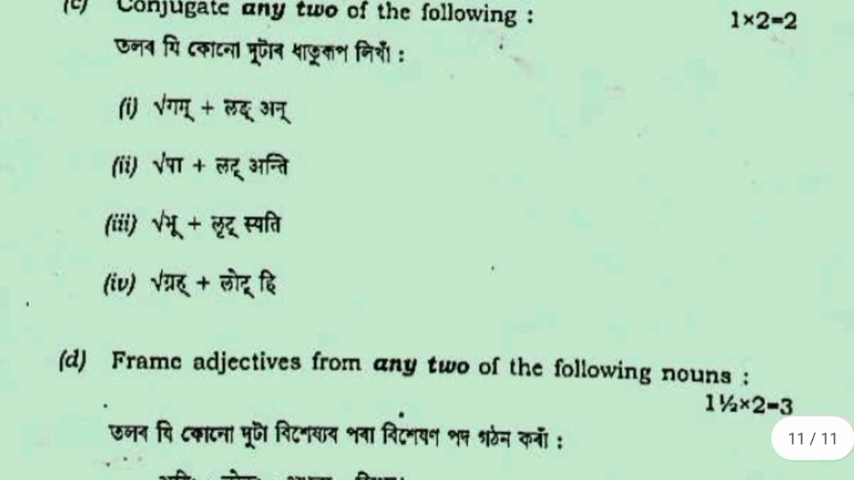 (c) Conjugate any two of the following : 1×2=2
তলৰ যি কোনো দুটাৰ ধাতুৰূপ লিখাঁ :
(i) √गम् + लङ् अन्
(ii) √पा + लट् अन्ति
(iii) √भू + लृट् स्यति
(iv) √ग्रह् + लोट् हि
(d) Frame adjectives from any two of the following nouns :
1½×2=3
তলৰ যি কোনো দুটা বিশেষ্যৰ পৰা বিশেষণ পদ গঠন কৰাঁ :
11 / 11